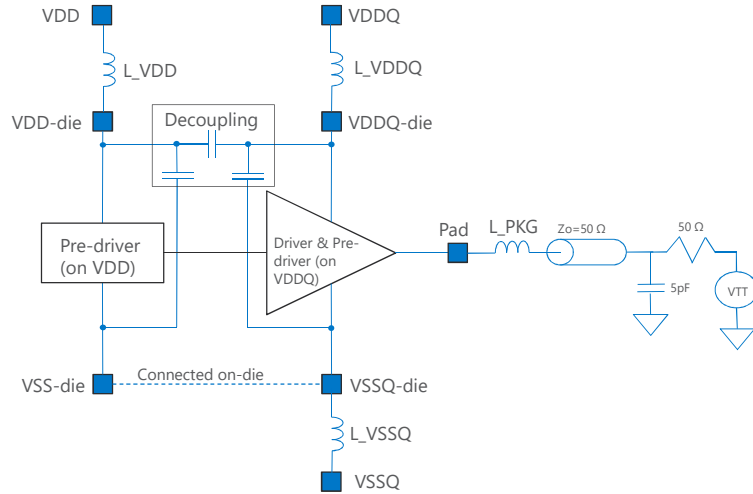 VDD
VDDQ
L_VDD
L_VDDQ
VDD-die
Decoupling
VDDQ-die
Pre-driver
(on VDD)
Driver & Pre-
driver (on
VDDQ)
Pad
L_PKG
Zo=50 Ω
50 Ω
5pF
VTT
VSS-die
Connected on-die
VSSQ-die
L_VSSQ
VSSQ